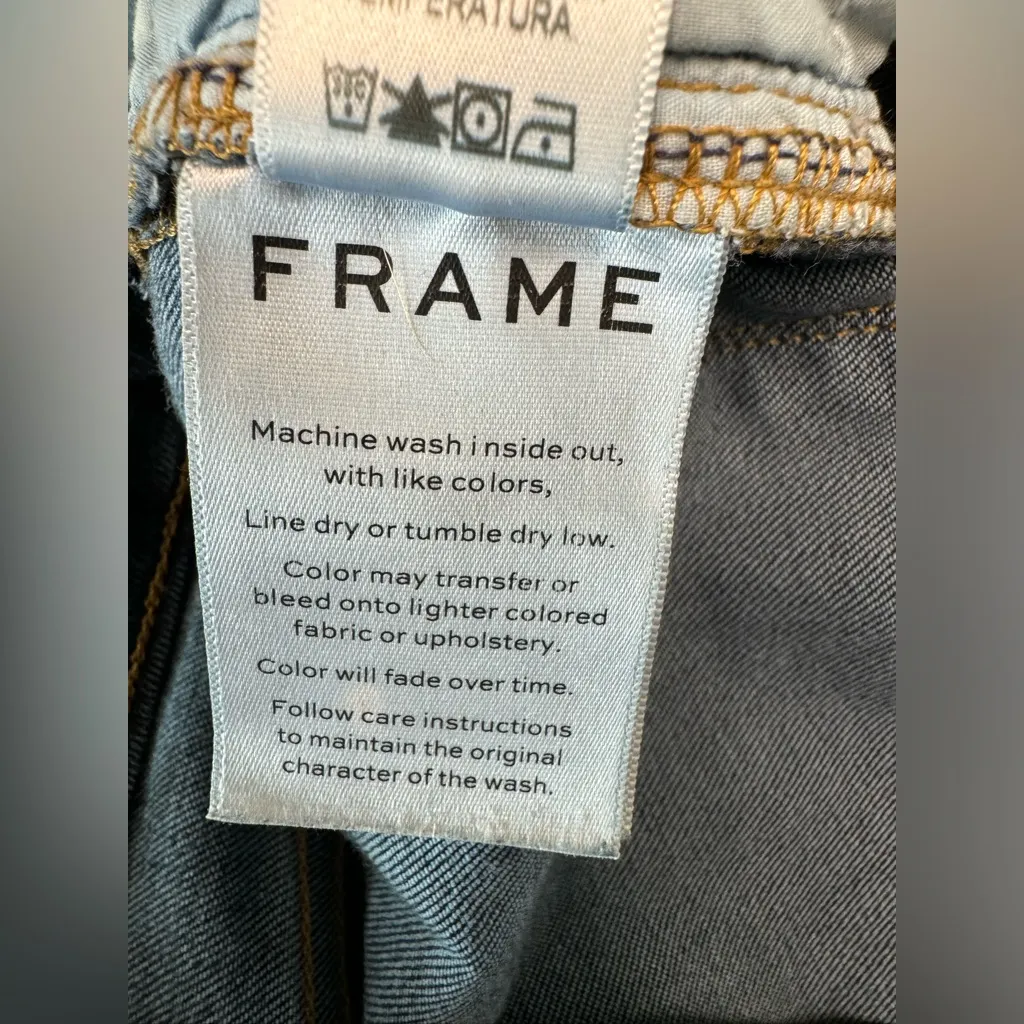 TEMPERATURA
30C
FRAME
Machine wash inside out,
with like colors,
Line dry or tumble dry low.
Color may transfer or
bleed onto lighter colored
fabric or upholstery.
Color will fade over time.
Follow care instructions
to maintain the original
character of the wash.